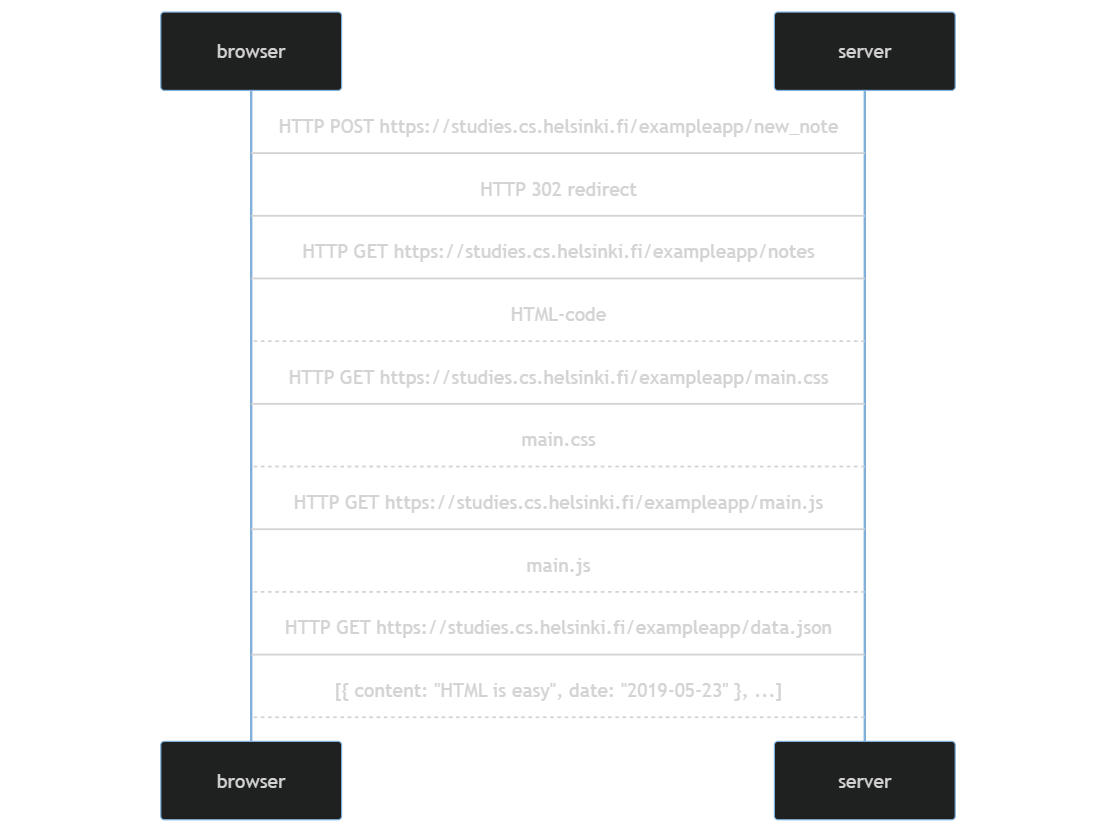 browser
server
HTTP POST https://studies.cs.helsinki.fi/exampleapp/new_note
HTTP 302 redirect
HTTP GET https://studies.cs.helsinki.fi/exampleapp/notes
HTML-code
HTTP GET https://studies.cs.helsinki.fi/exampleapp/main.css
main.css
HTTP GET https://studies.cs.helsinki.fi/exampleapp/main.js
main.js
HTTP GET https://studies.cs.helsinki.fi/exampleapp/data.json
[{ content: "HTML is easy", date: "2019-05-23" }, ...]
browser
server